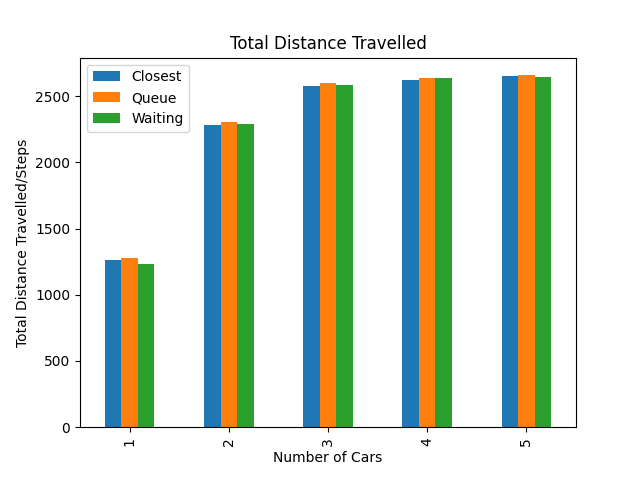 Total Distance Travelled
Closest
Queue
Waiting
Total Distance Travelled/Steps
2500
2000
1500
1000
500
0
1 2 3 4 5
Number of Cars